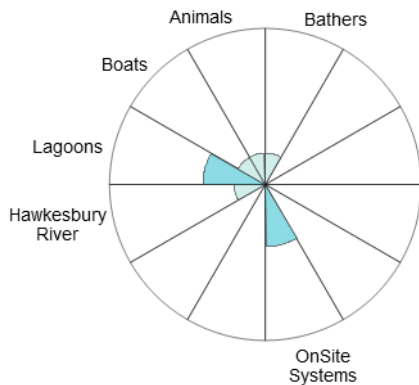 Animals
Bathers
Boats
Lagoons
Hawkesbury
River
OnSite
Systems